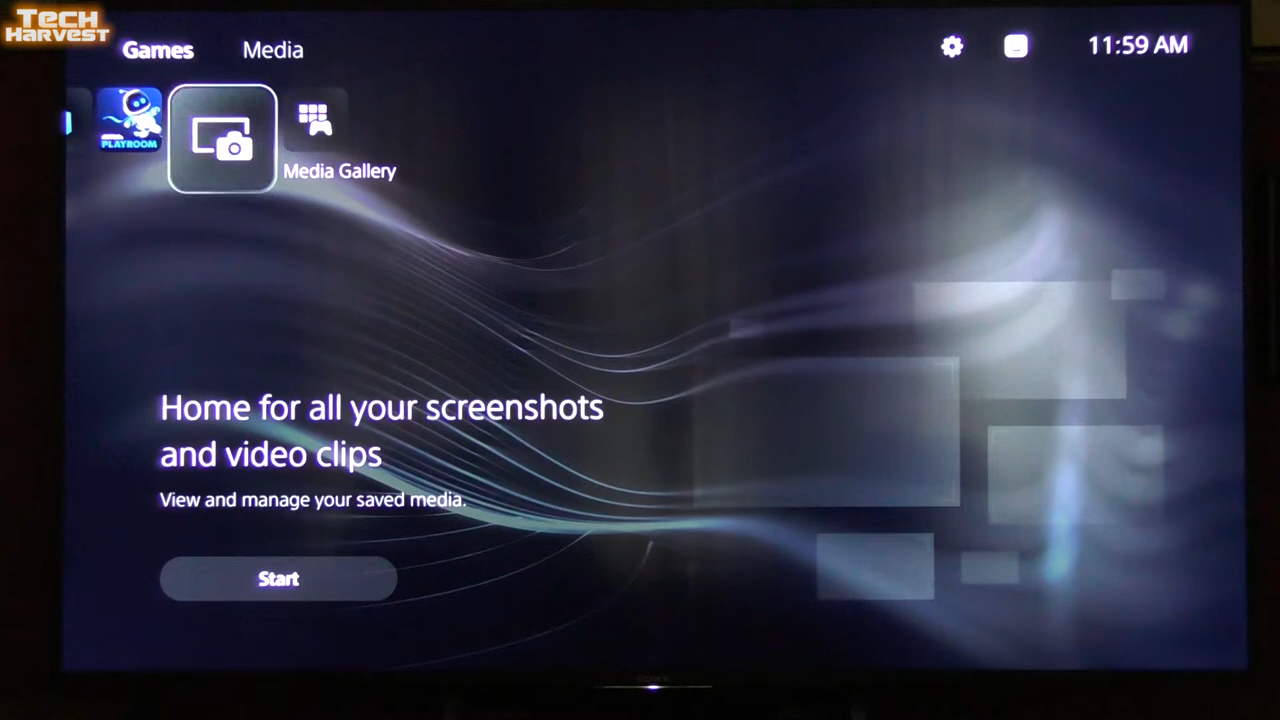 TECH
HARVEST
Games
Media
11:59 AM
PLAYROOM
Media Gallery
Home for all your screenshots
and video clips
View and manage your saved media.
Start
SONY